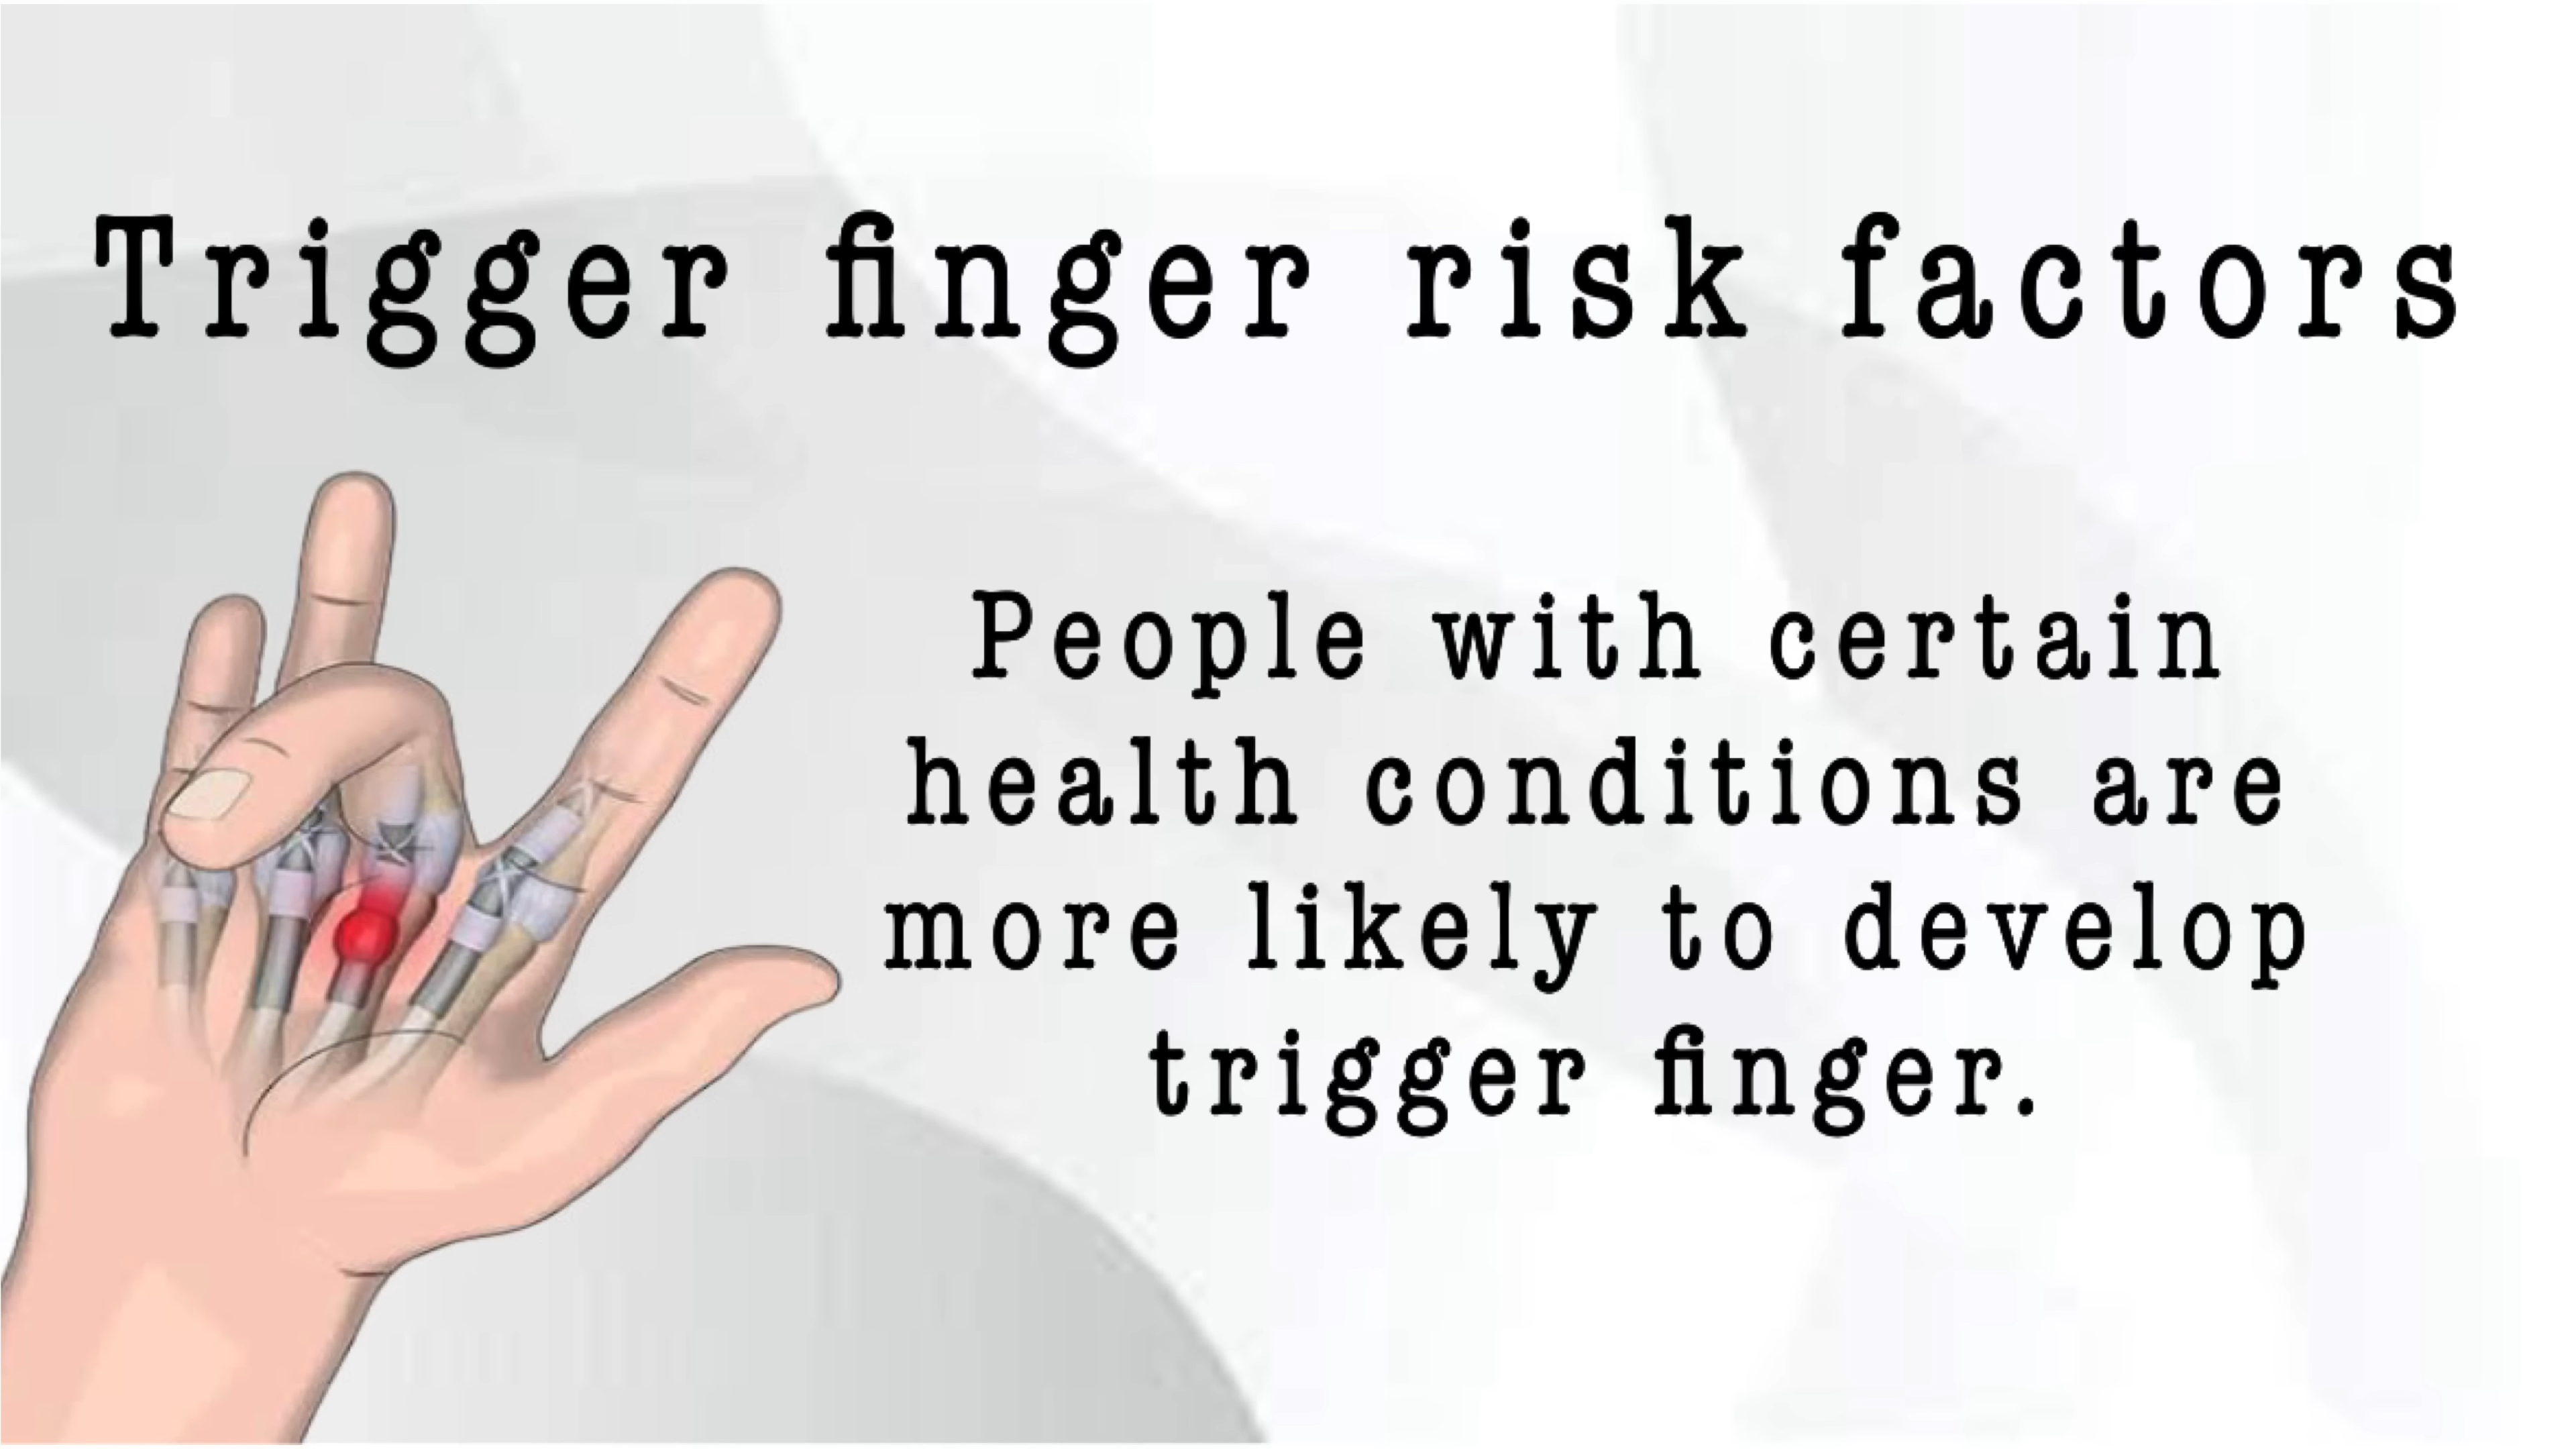 Trigger finger risk factors
People with certain
health conditions are
more likely to develop
trigger finger.